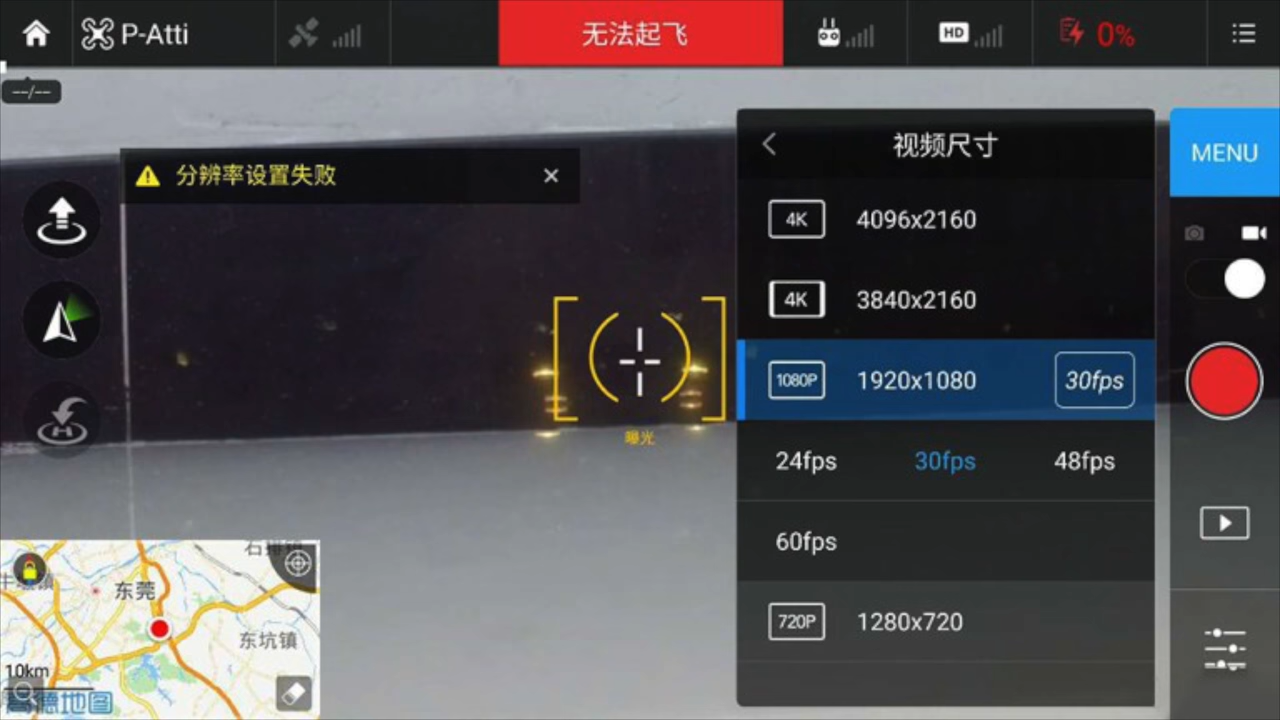 P-Atti
无法起飞
HD
0%
--/--
分辨率设置失败
视频尺寸
MENU
4K
4096x2160
4K
3840x2160
1080P
1920x1080
30fps
曝光
24fps
30fps
48fps
60fps
720P
1280x720
东莞
东坑镇
10km
高德地图